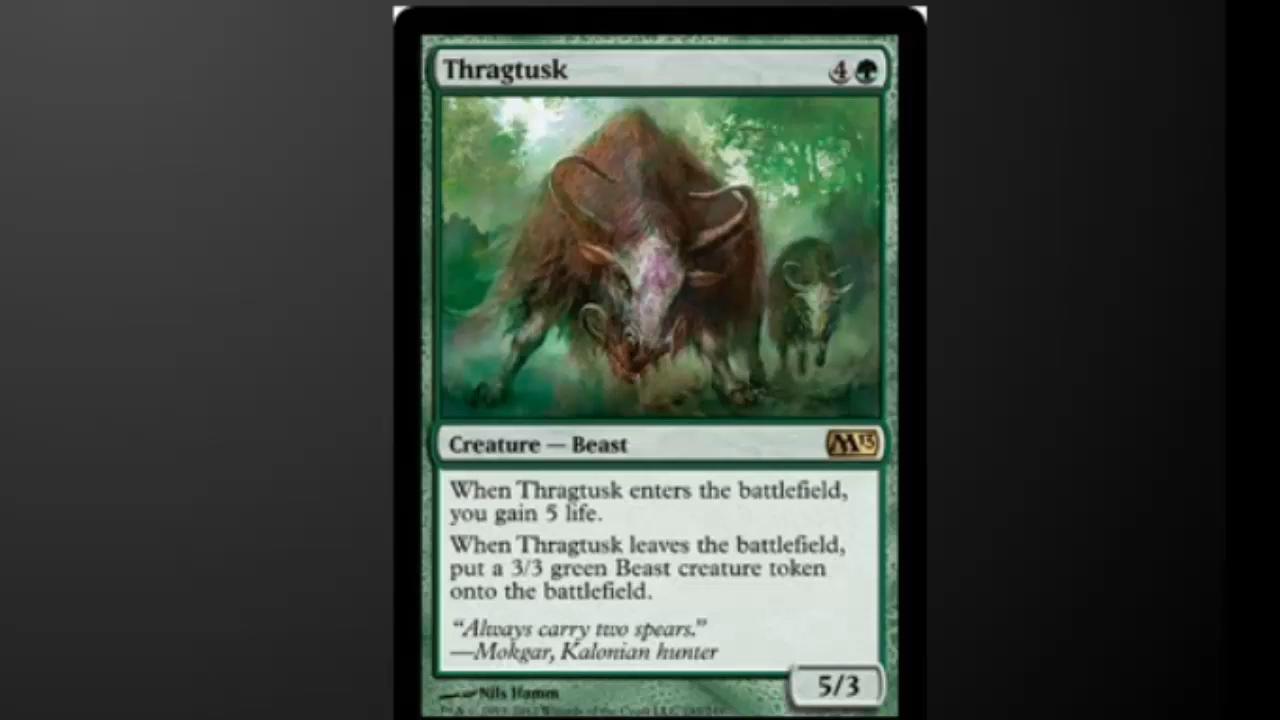 Thragtusk 4
Creature — Beast M13
When Thragtusk enters the battlefield,
you gain 5 life.
When Thragtusk leaves the battlefield,
put a 3/3 green Beast creature token
onto the battlefield.
“Always carry two spears.”
—Mokgar, Kalonian hunter
5/3
Nils Hamm